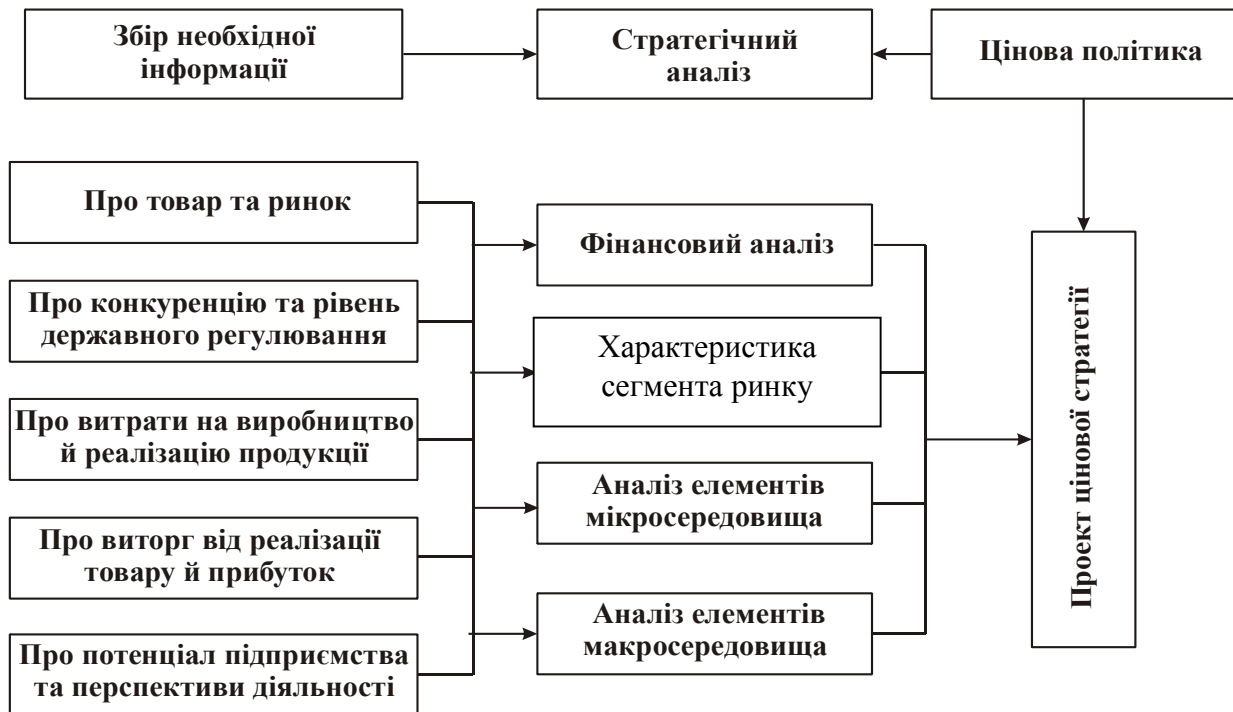 Збір необхідної
інформації
Стратегічний
аналіз
Цінова політика
Про товар та ринок
Про конкуренцію та рівень
державного регулювання
Про витрати на виробництво
й реалізацію продукції
Про виторг від реалізації
товару й прибуток
Про потенціал підприємства
та перспективи діяльності
Фінансовий аналіз
Характеристика
сегмента ринку
Аналіз елементів
мікросередовища
Аналіз елементів
макросередовища
Проект цінової стратегії